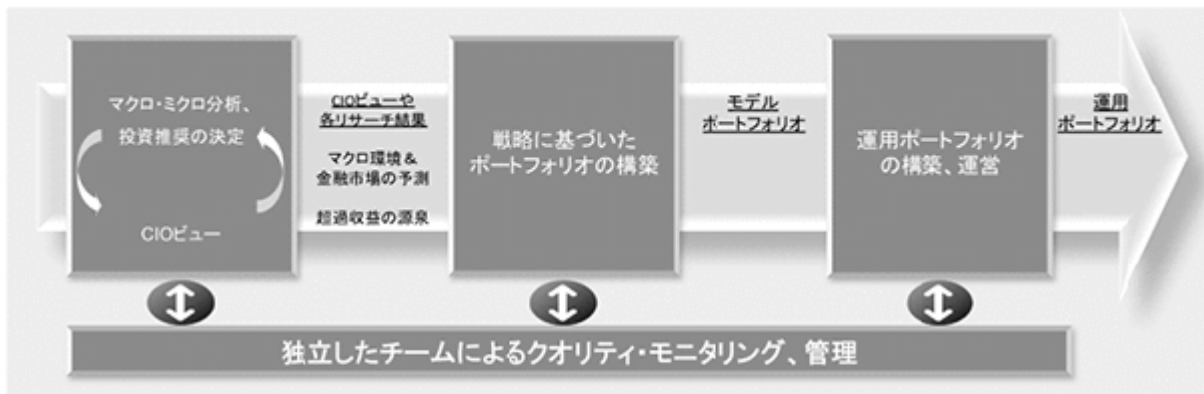 マクロ・ミクロ分析、
投資推奨の決定
CIOビュー
CIOビューや
各リサーチ結果
マクロ環境＆
金融市場の予測
超過収益の源泉
戦略に基づいた
ポートフォリオの構築
モデル
ポートフォリオ
運用ポートフォリオ
の構築、運営
運用
ポートフォリオ
独立したチームによるクオリティ・モニタリング、管理